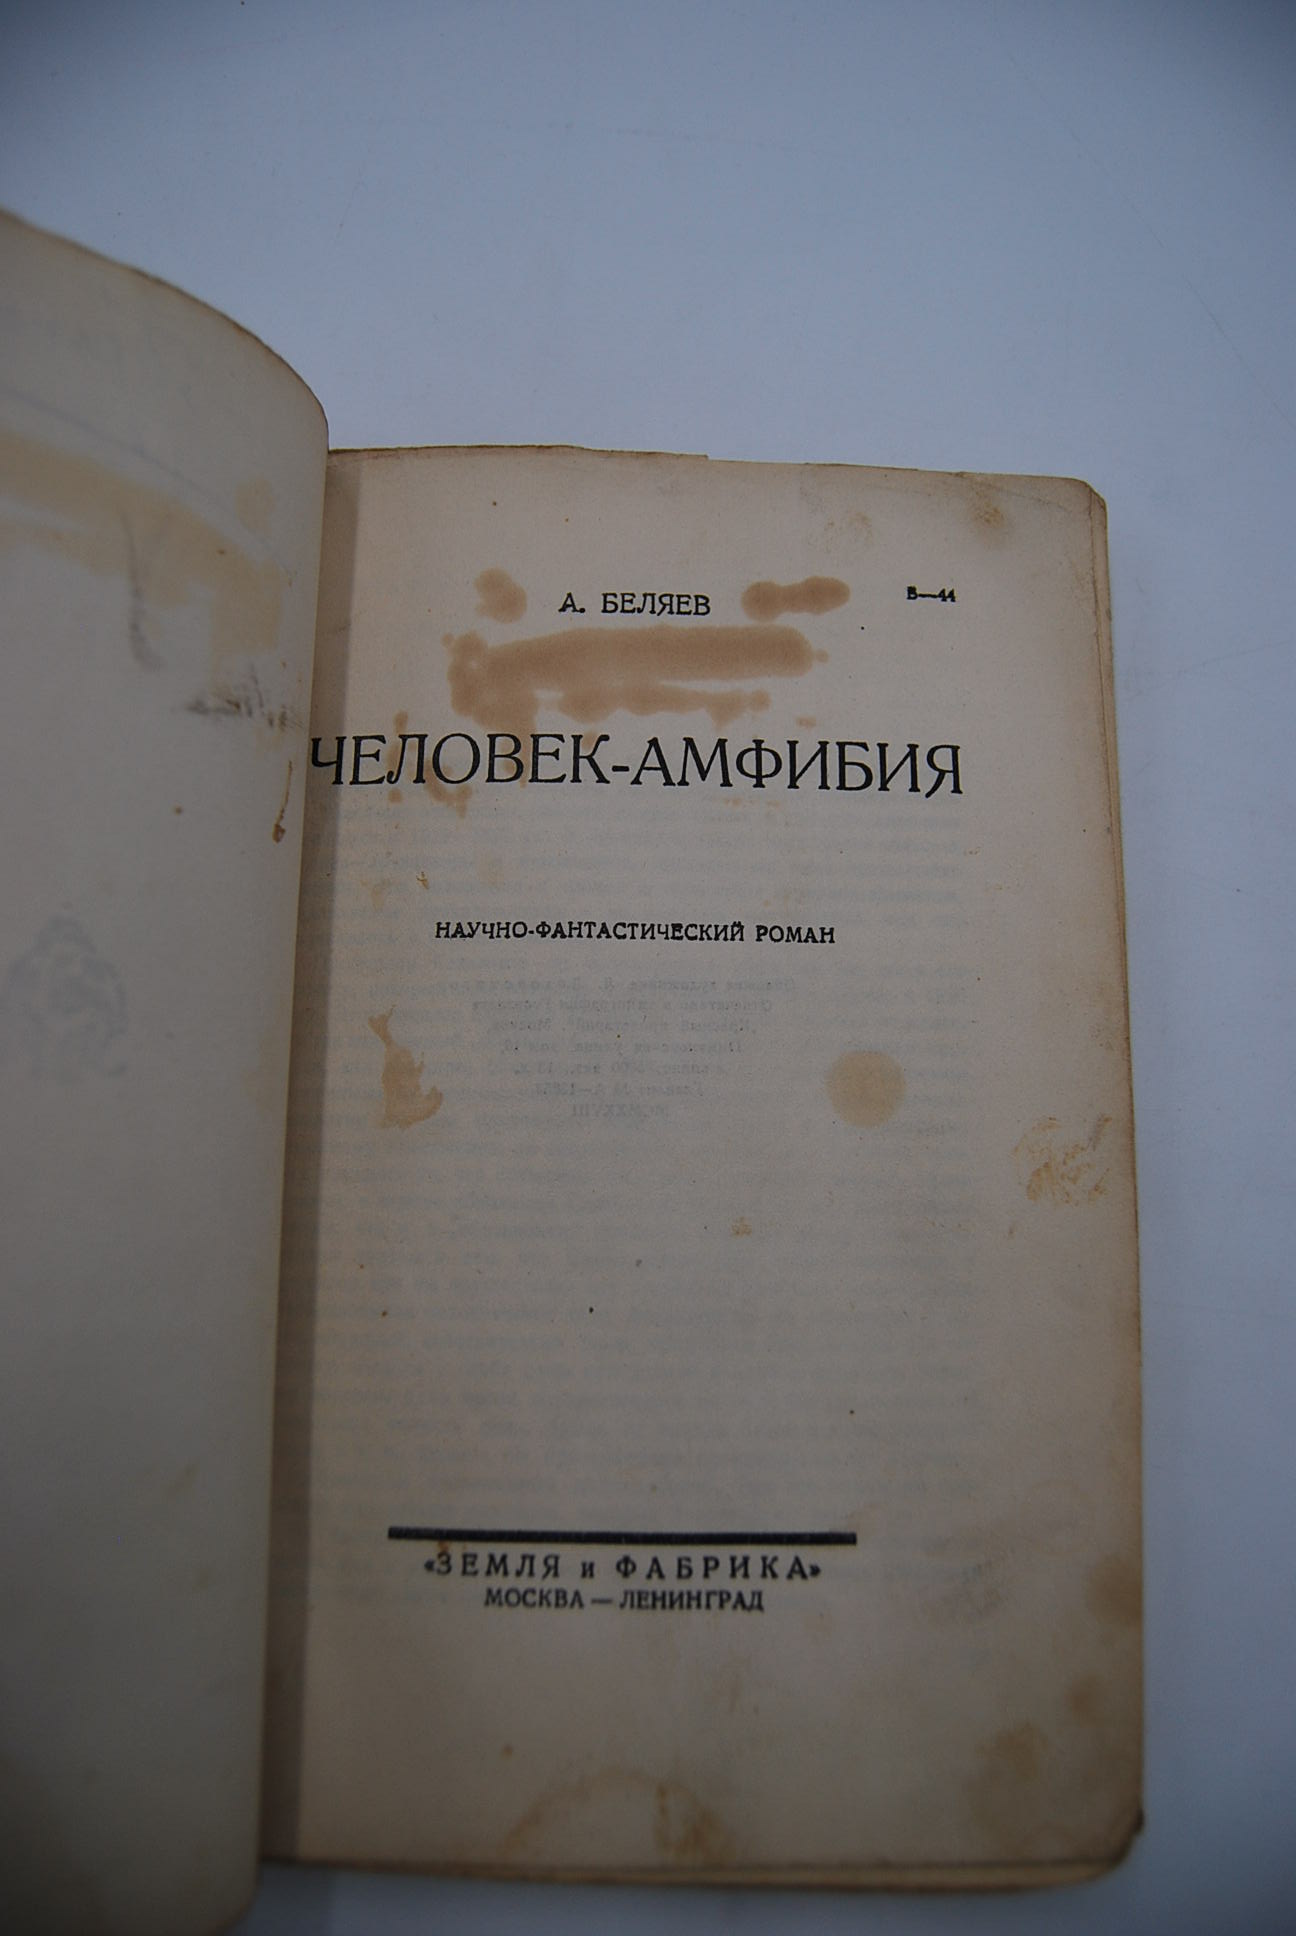 А. БЕЛЯЕВ
Б—44
ЧЕЛОВЕК-АМФИБИЯ
НАУЧНО-ФАНТАСТИЧЕСКИЙ РОМАН
«ЗЕМЛЯ и ФАБРИКА»
МОСКВА — ЛЕНИНГРАД